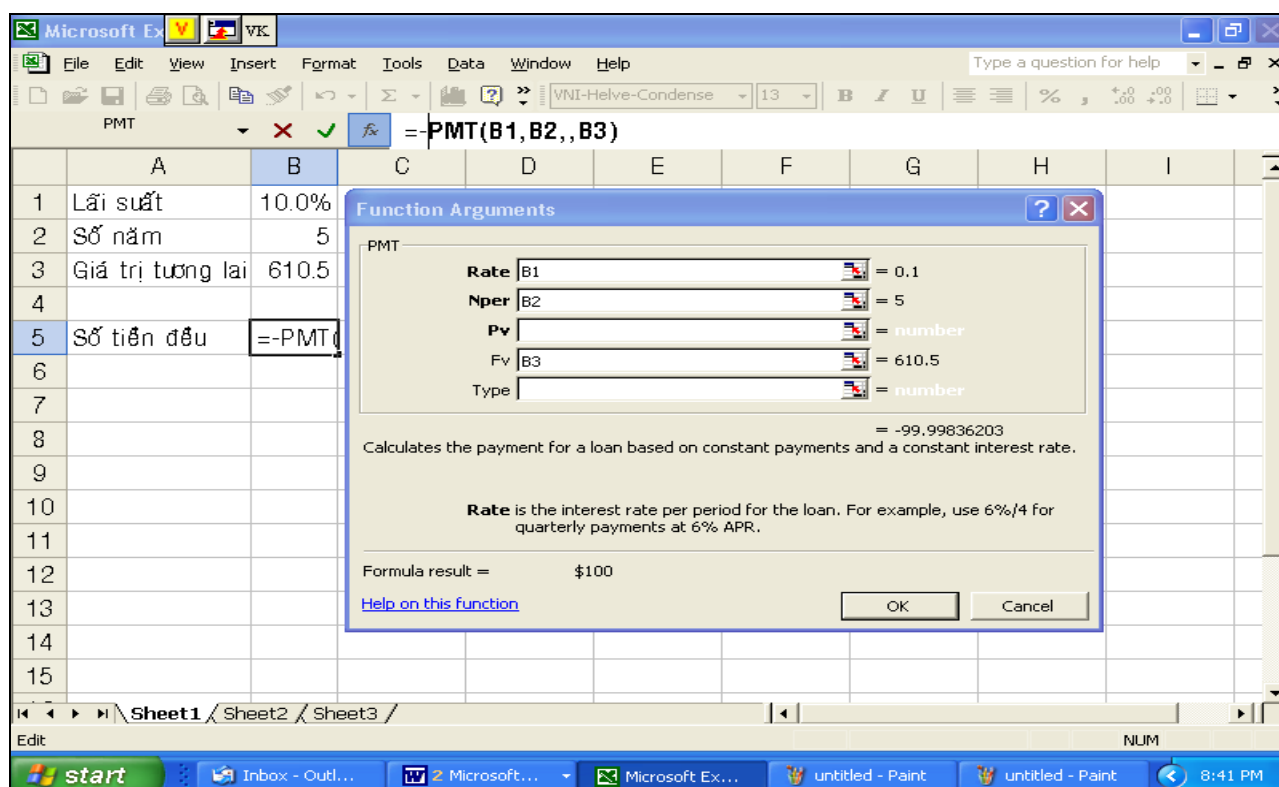 Microsoft Ex V VK
File Edit View Insert Format Tools Data Window Help Type a question for help
VNI-Helve-Condense 13 B I U % ,
PMT =-PMT(B1,B2,,B3)
A B C D E F G H I
1 Lãi suất 10.0%
2 Số năm 5
3 Giá trị tương lai 610.5
4
5 Số tiền đều =-PMT(
6
7
8
9
10
11
12
13
14
15
Function Arguments
PMT
Rate B1 = 0.1
Nper B2 = 5
Pv = number
Fv B3 = 610.5
Type = number
= -99.99836203
Calculates the payment for a loan based on constant payments and a constant interest rate.
Rate is the interest rate per period for the loan. For example, use 6%/4 for
quarterly payments at 6% APR.
Formula result = $100
Help on this function OK Cancel
Sheet1 Sheet2 Sheet3
Edit NUM
start Inbox - Outl... 2 Microsoft... Microsoft Ex... untitled - Paint untitled - Paint 8:41 PM